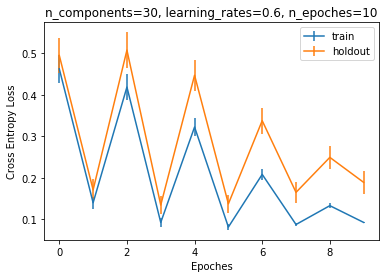 n_components=30, learning_rates=0.6, n_epoches=10
train
holdout
Cross Entropy Loss
0.5
0.4
0.3
0.2
0.1
0 2 4 6 8
Epoches